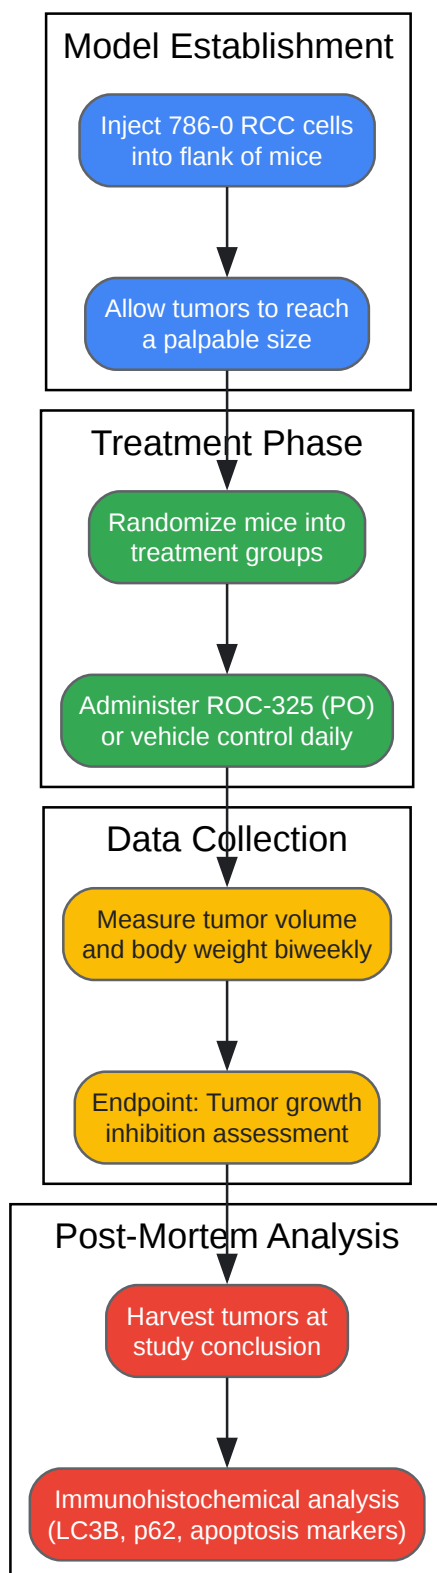 Model Establishment
Inject 786-0 RCC cells
into flank of mice
Allow tumors to reach
a palpable size
Treatment Phase
Randomize mice into
treatment groups
Administer ROC-325 (PO)
or vehicle control daily
Data Collection
Measure tumor volume
and body weight biweekly
Endpoint: Tumor growth
inhibition assessment
Post-Mortem Analysis
Harvest tumors at
study conclusion
Immunohistochemical analysis
(LC3B, p62, apoptosis markers)